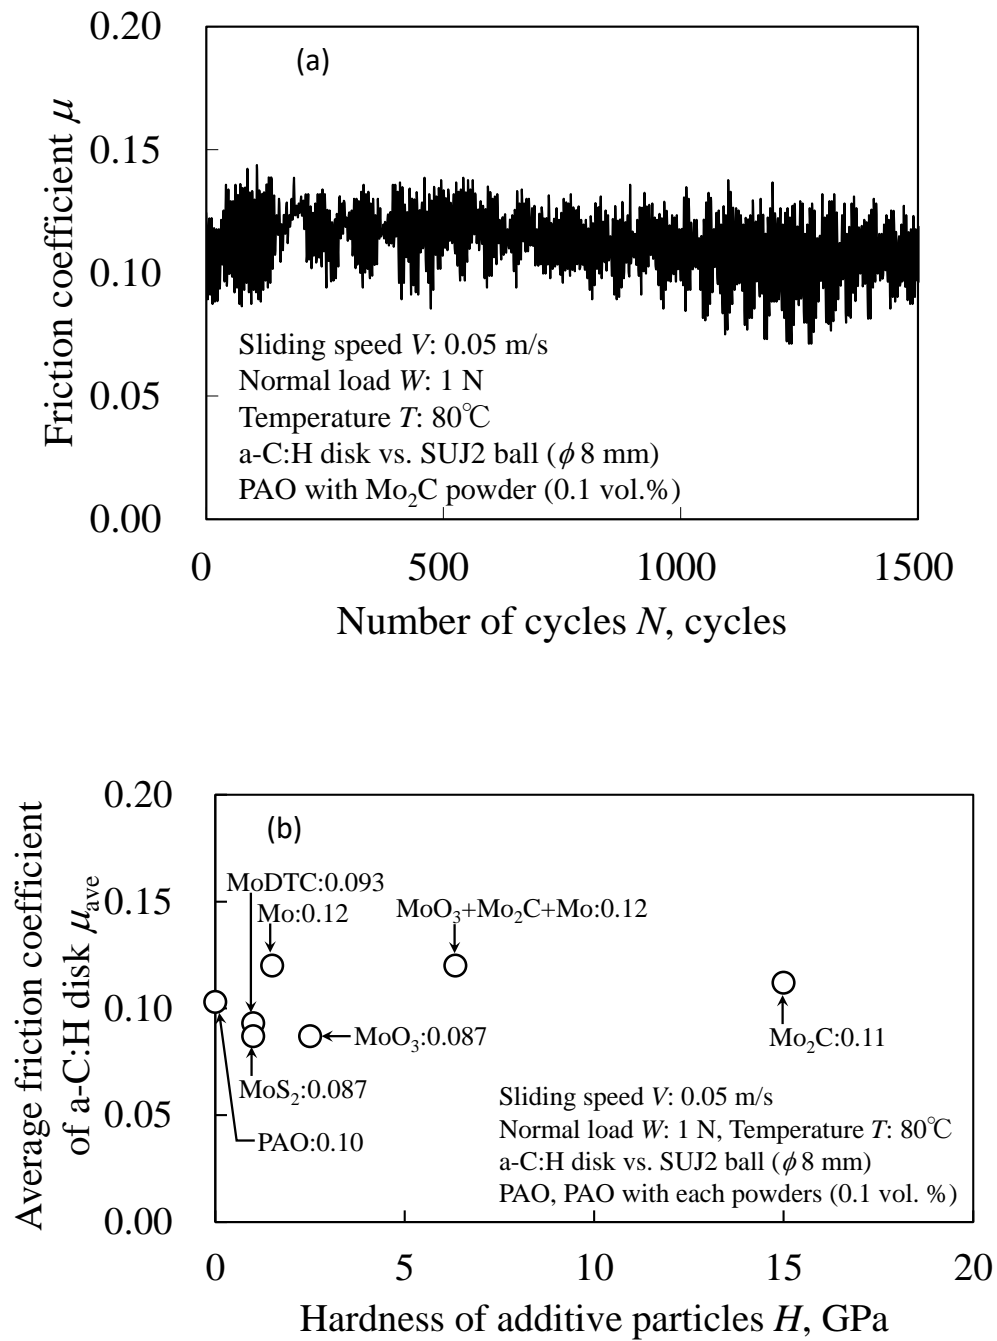 0.20
(a)
0.15
0.10
0.05
0.00
Friction coefficient μ
Sliding speed V: 0.05 m/s
Normal load W: 1 N
Temperature T: 80℃
a-C:H disk vs. SUJ2 ball (ϕ 8 mm)
PAO with Mo₂C powder (0.1 vol.%)
0 500 1000 1500
Number of cycles N, cycles
0.20
(b)
0.15
0.10
0.05
0.00
Average friction coefficient
of a-C:H disk μave
MoDTC:0.093
Mo:0.12
MoO₃+Mo₂C+Mo:0.12
MoO₃:0.087
Mo₂C:0.11
MoS₂:0.087
PAO:0.10
Sliding speed V: 0.05 m/s
Normal load W: 1 N, Temperature T: 80℃
a-C:H disk vs. SUJ2 ball (ϕ 8 mm)
PAO, PAO with each powders (0.1 vol. %)
0 5 10 15 20
Hardness of additive particles H, GPa